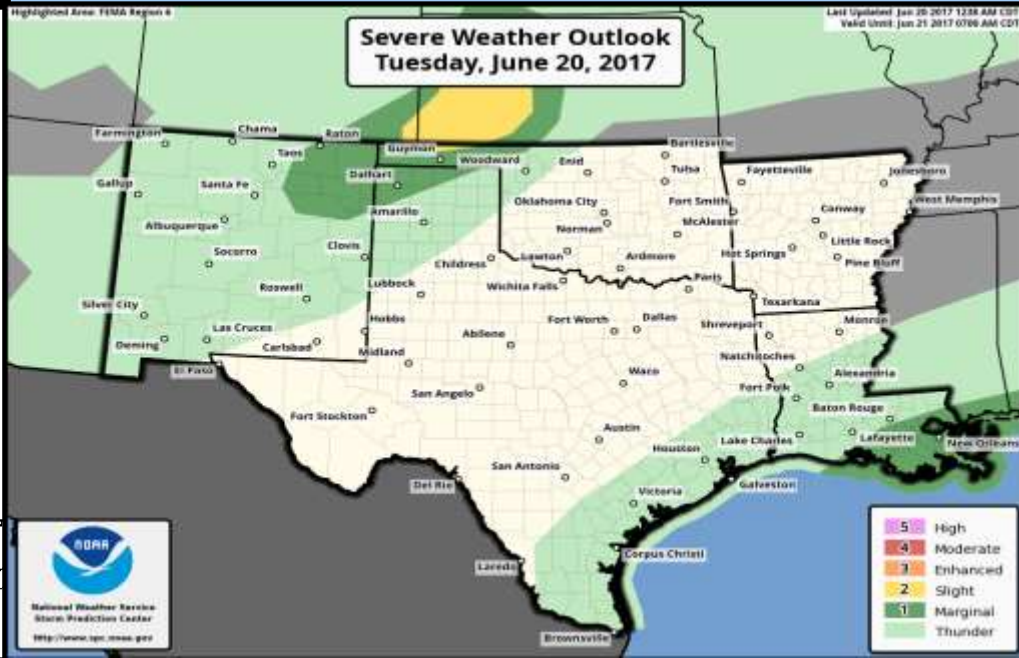 Highlighted Area: FEMA Region 6
Last Updated: Jun 20 2017 1238 AM CDT
Valid Until: Jun 21 2017 0700 AM CDT
Severe Weather Outlook
Tuesday, June 20, 2017
Farmington
Chama
Raton
Guymon
Bartlesville
Taos
Woodward
Enid
Tulsa
Fayetteville
Jonesboro
Gallup
Santa Fe
Dalhart
Oklahoma City
Fort Smith
West Memphis
Albuquerque
Amarillo
Norman
McAlester
Conway
Socorro
Clovis
Childress
Lawton
Ardmore
Hot Springs
Little Rock
Pine Bluff
Roswell
Lubbock
Wichita Falls
Paris
Texarkana
Silver City
Las Cruces
Hobbs
Abilene
Fort Worth
Dallas
Shreveport
Monroe
Deming
Carlsbad
Midland
Natchitoches
El Paso
San Angelo
Waco
Fort Polk
Alexandria
Fort Stockton
Austin
Houston
Lake Charles
Baton Rouge
Lafayette
New Orleans
San Antonio
Del Rio
Victoria
Galveston
Laredo
Corpus Christi
Brownsville
NOAA
National Weather Service
Storm Prediction Center
http://www.spc.noaa.gov
5 High
4 Moderate
3 Enhanced
2 Slight
1 Marginal
Thunder